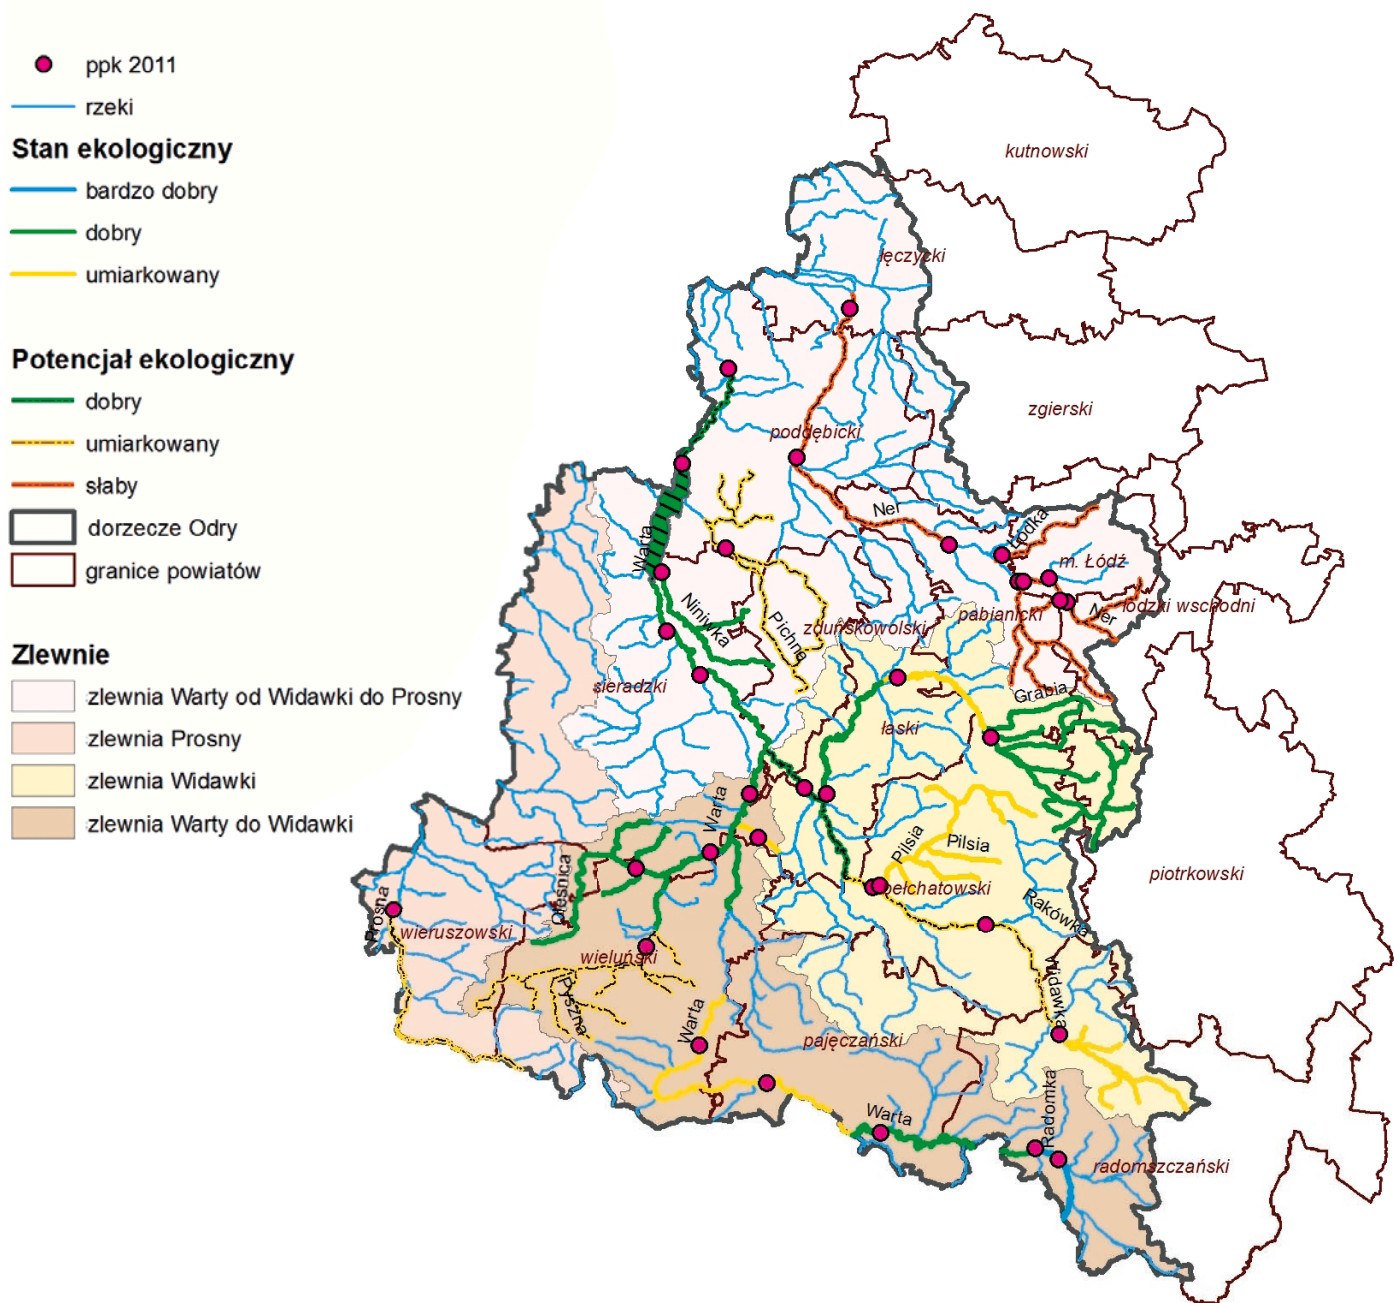 ppk 2011
rzeki
Stan ekologiczny
bardzo dobry
dobry
umiarkowany
Potencjał ekologiczny
dobry
umiarkowany
słaby
dorzecze Odry
granice powiatów
Zlewnie
zlewnia Warty od Widawki do Prosny
zlewnia Prosny
zlewnia Widawki
zlewnia Warty do Widawki
kutnowski
łęczycki
zgierski
poddębicki
Ner
Łódka
Warta
m. Łódź
łódzki wschodni
Ner
pabianicki
Niniwka
Pichna
zduńskowolski
sieradzki
Grabia
łaski
Warta
Pilsia
Pilsia
piotrkowski
Oleśnica
bełchatowski
Prosna
wieruszowski
Rakówka
wieluński
Widawka
Pyszna
Warta
pajęczański
Warta
Radomka
radomszczański